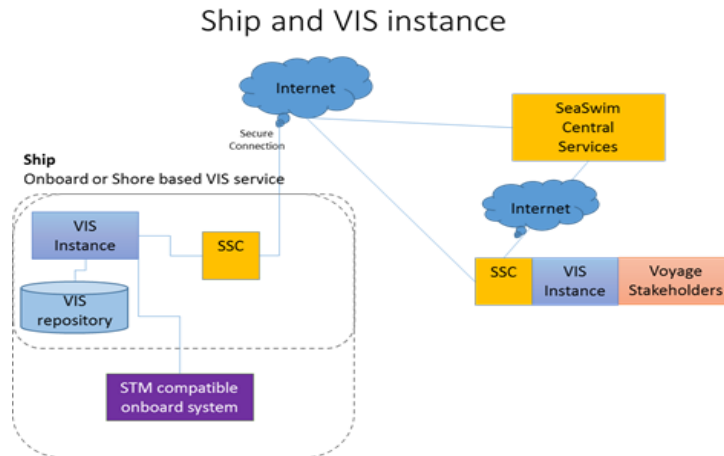 Ship and VIS instance
Internet
SeaSwim
Central
Services
Secure
Connection
Ship
Onboard or Shore based VIS service
VIS
Instance
SSC
Internet
VIS
repository
SSC
VIS
Instance
Voyage
Stakeholders
STM compatible
onboard system